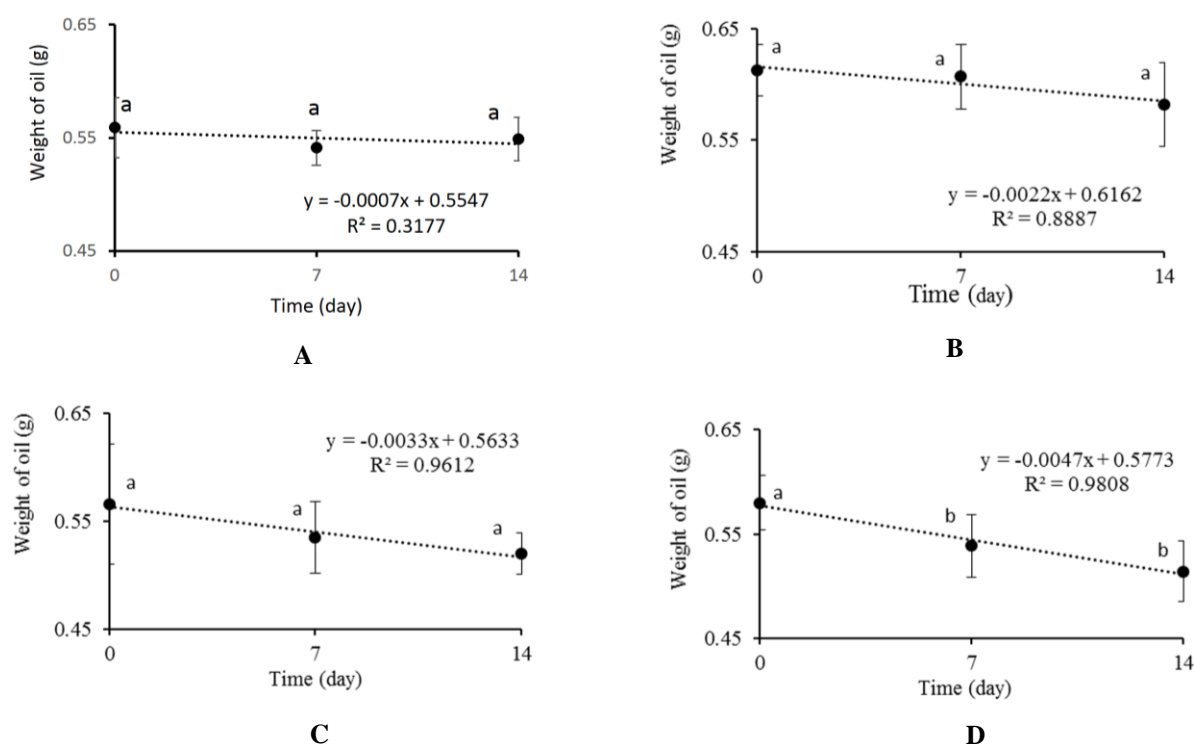 0.65
0.55
0.45
Weight of oil (g)
a
a
a
y = -0.0007x + 0.5547
R² = 0.3177
0
7
14
Time (day)
A
0.65
0.55
0.45
Weight of oil (g)
a
a
a
y = -0.0022x + 0.6162
R² = 0.8887
0
7
14
Time (day)
B
0.65
0.55
0.45
Weight of oil (g)
a
a
a
y = -0.0033x + 0.5633
R² = 0.9612
0
7
14
Time (day)
C
0.65
0.55
0.45
Weight of oil (g)
a
b
b
y = -0.0047x + 0.5773
R² = 0.9808
0
7
14
Time (day)
D